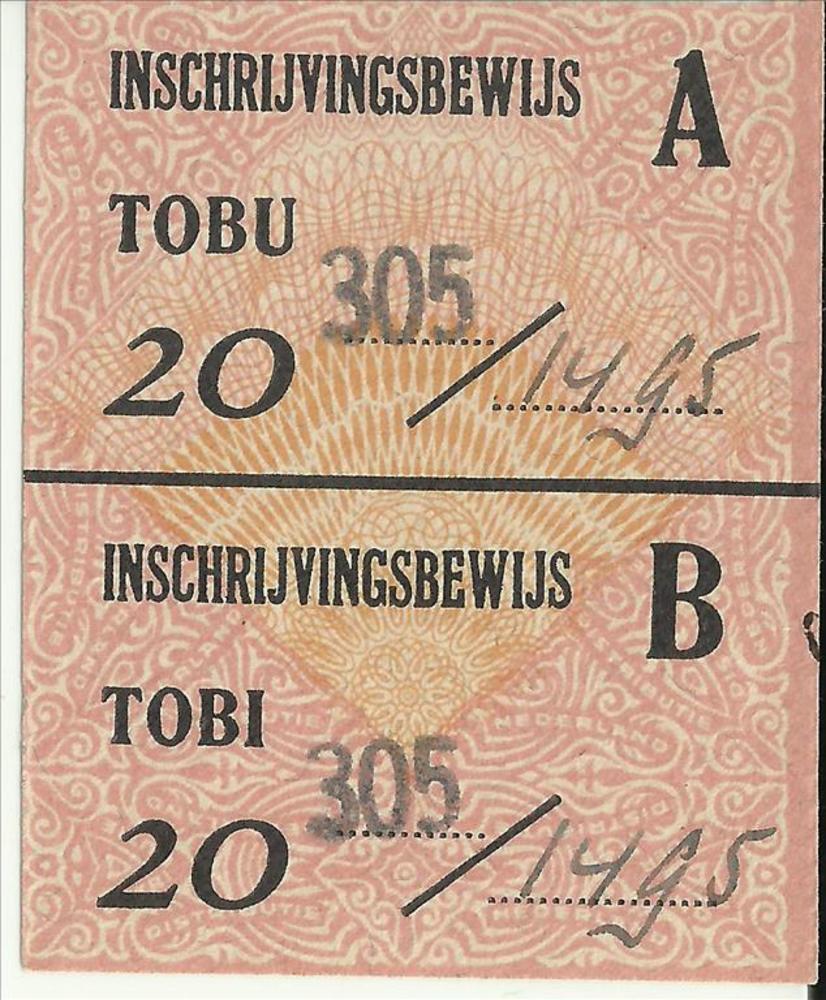 INSCHRIJVINGSBEWIJS A
TOBU
20 305 / 1495
INSCHRIJVINGSBEWIJS B
TOBI
20 305 / 1495